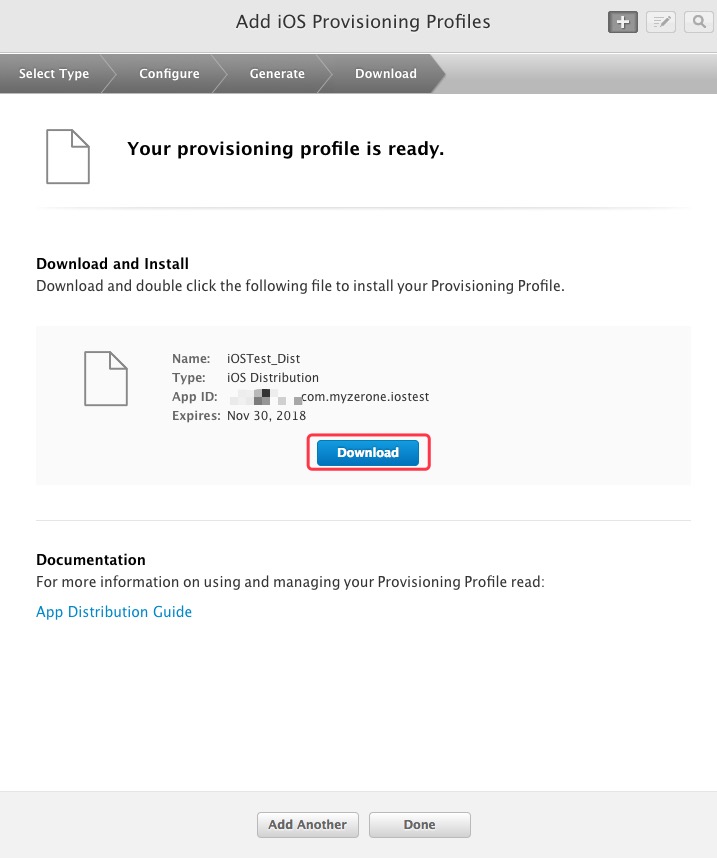 Add iOS Provisioning Profiles
Select Type Configure Generate Download
Your provisioning profile is ready.
Download and Install
Download and double click the following file to install your Provisioning Profile.
Name: iOSTest_Dist
Type: iOS Distribution
App ID: com.myzerone.iostest
Expires: Nov 30, 2018
Download
Documentation
For more information on using and managing your Provisioning Profile read:
App Distribution Guide
Add Another Done